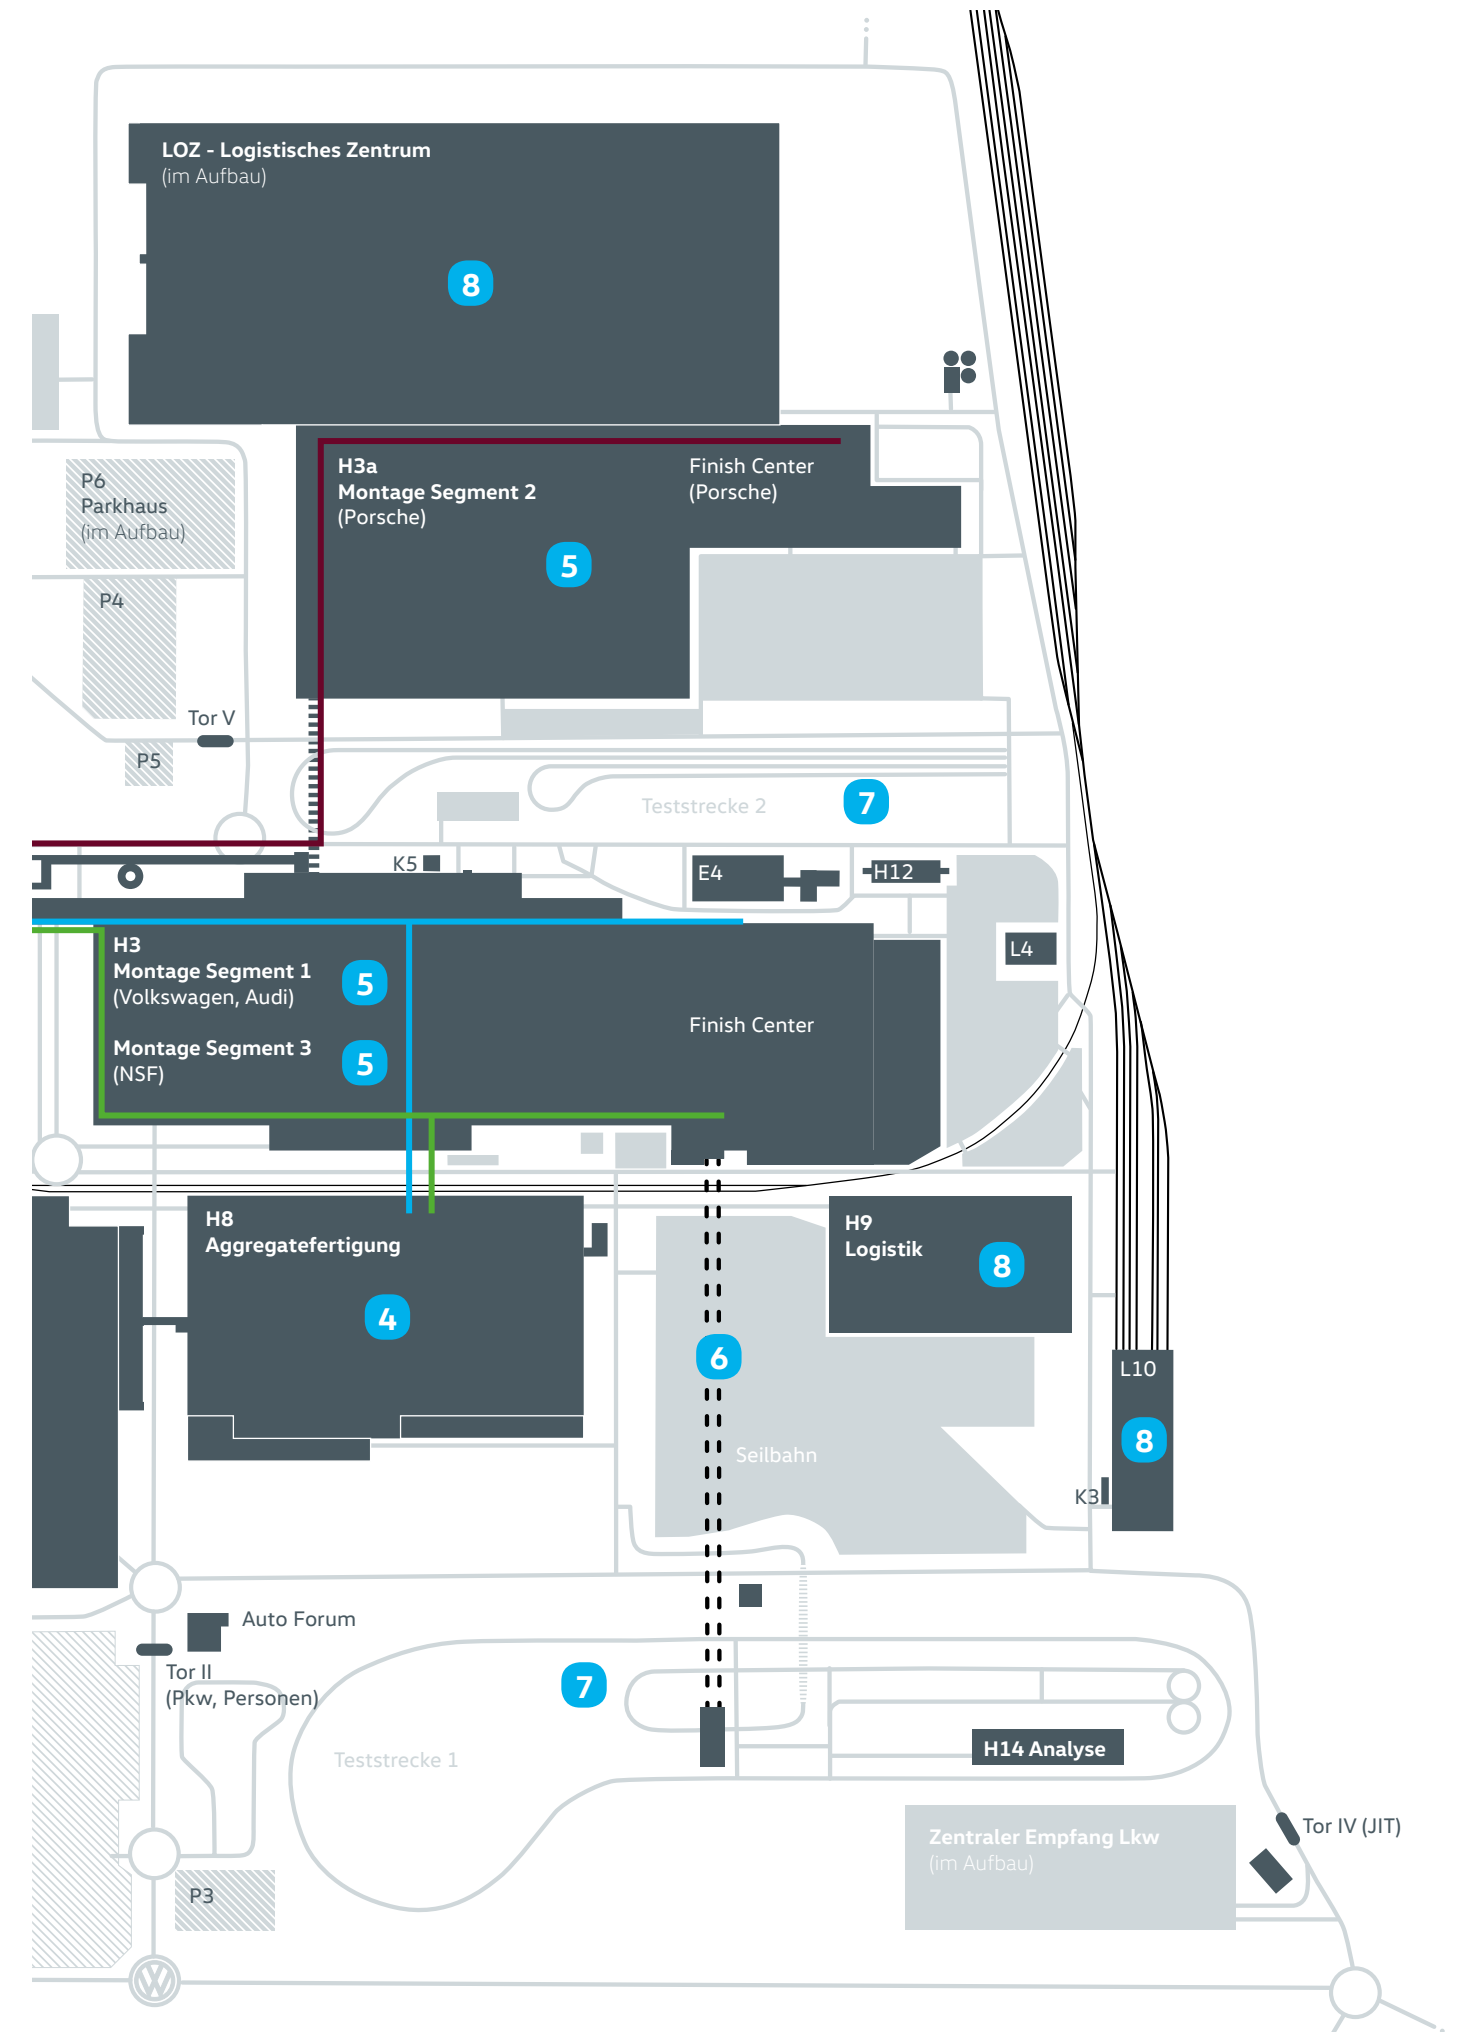 LOZ - Logistisches Zentrum
(im Aufbau)
8
P6
Parkhaus
(im Aufbau)
H3a
Montage Segment 2
(Porsche)
Finish Center
(Porsche)
5
P4
Tor V
P5
Teststrecke 2
7
K5
E4
H12
L4
H3
Montage Segment 1
(Volkswagen, Audi)
5
Montage Segment 3
(NSF)
5
Finish Center
H8
Aggregatefertigung
4
H9
Logistik
8
6
L10
8
K3
Seilbahn
Auto Forum
Tor II
(Pkw, Personen)
7
Teststrecke 1
H14 Analyse
Zentraler Empfang Lkw
(im Aufbau)
Tor IV (JIT)
P3